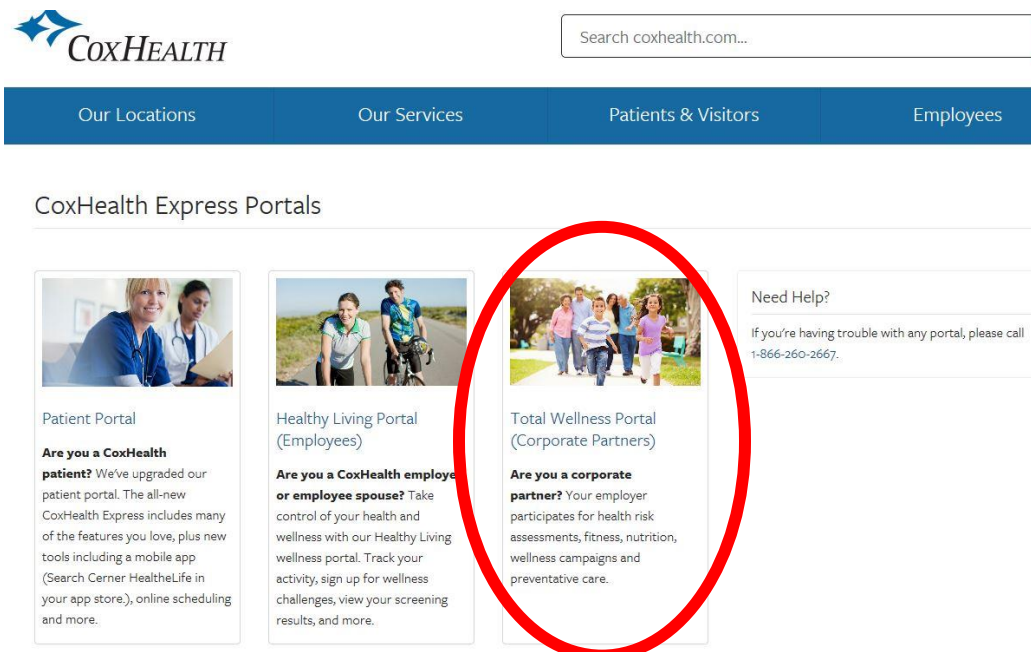 COXHEALTH
Search coxhealth.com...
Our Locations
Our Services
Patients & Visitors
Employees
CoxHealth Express Portals
Patient Portal
Are you a CoxHealth
patient? We've upgraded our
patient portal. The all-new
CoxHealth Express includes many
of the features you love, plus new
tools including a mobile app
(Search Cerner HealtheLife in
your app store.), online scheduling
and more.
Healthy Living Portal
(Employees)
Are you a CoxHealth employe
or employee spouse? Take
control of your health and
wellness with our Healthy Living
wellness portal. Track your
activity, sign up for wellness
challenges, view your screening
results, and more.
Total Wellness Portal
(Corporate Partners)
Are you a corporate
partner? Your employer
participates for health risk
assessments, fitness, nutrition,
wellness campaigns and
preventative care.
Need Help?
If you're having trouble with any portal, please call
1-866-260-2667.